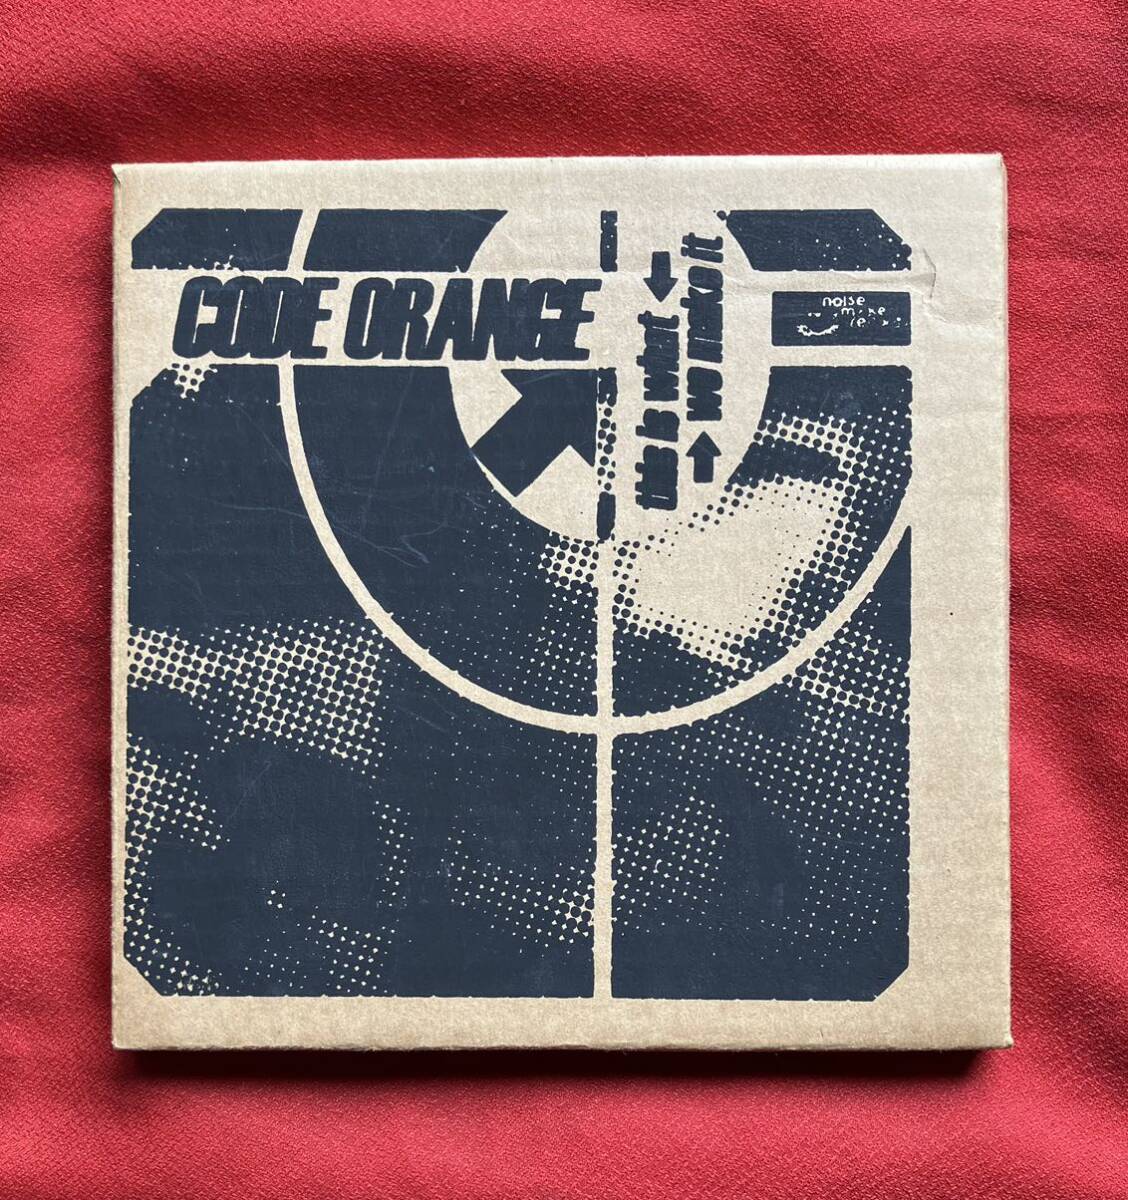 CODE ORANGE
this is what
we make it
noise